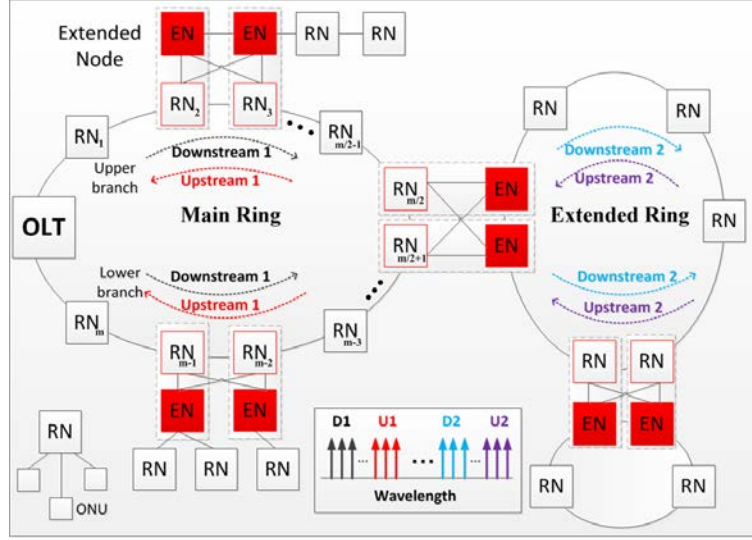 Extended
Node
EN
EN
RN
RN
RN2
RN3
RN1
RNm/2-1
RN
RN
Upper
branch
Downstream 1
Upstream 1
Downstream 2
Upstream 2
OLT
Main Ring
RNm/2
EN
Extended Ring
RN
RNm/2+1
EN
Lower
branch
Downstream 1
Upstream 1
Downstream 2
Upstream 2
RNm
RNm-3
RNm-1
RNm-2
RN
RN
EN
EN
EN
EN
RN
RN
RN
RN
ONU
D1 U1 D2 U2
Wavelength
RN
RN